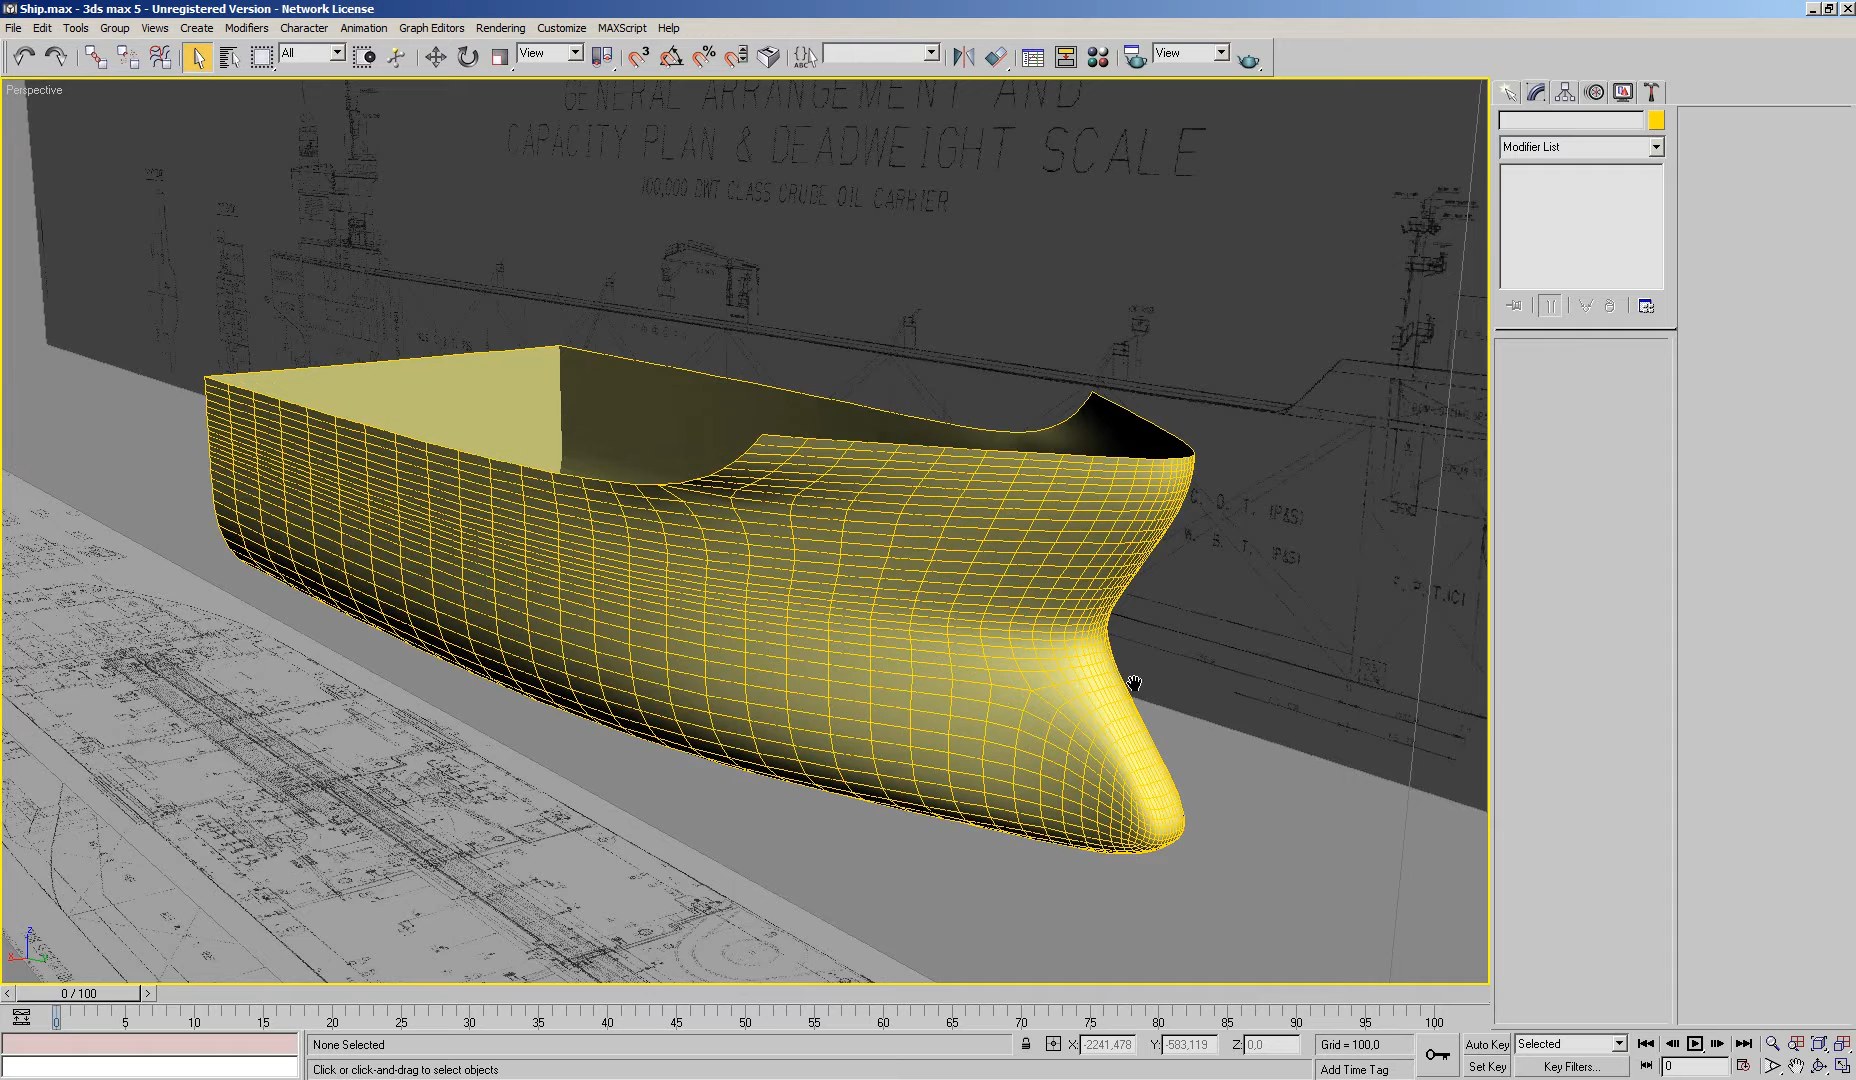 Ship.max - 3ds max 5 - Unregistered Version - Network License
File Edit Tools Group Views Create Modifiers Character Animation Graph Editors Rendering Customize MAXScript Help
All View 3 % ABC View
Perspective
GENERAL ARRANGEMENT AND
CAPACITY PLAN & DEADWEIGHT SCALE
100,000 DWT CLASS CRUDE OIL CARRIER
C. O. T. (P&S)
W. B. T. (P&S)
Modifier List
0 / 100
0 5 10 15 20 25 30 35 40 45 50 55 60 65 70 75 80 85 90 95 100
None Selected X: -2241,478 Y: -583,119 Z: 0,0 Grid = 100,0 Auto Key Selected
Click or click-and-drag to select objects Add Time Tag Set Key Key Filters... 0